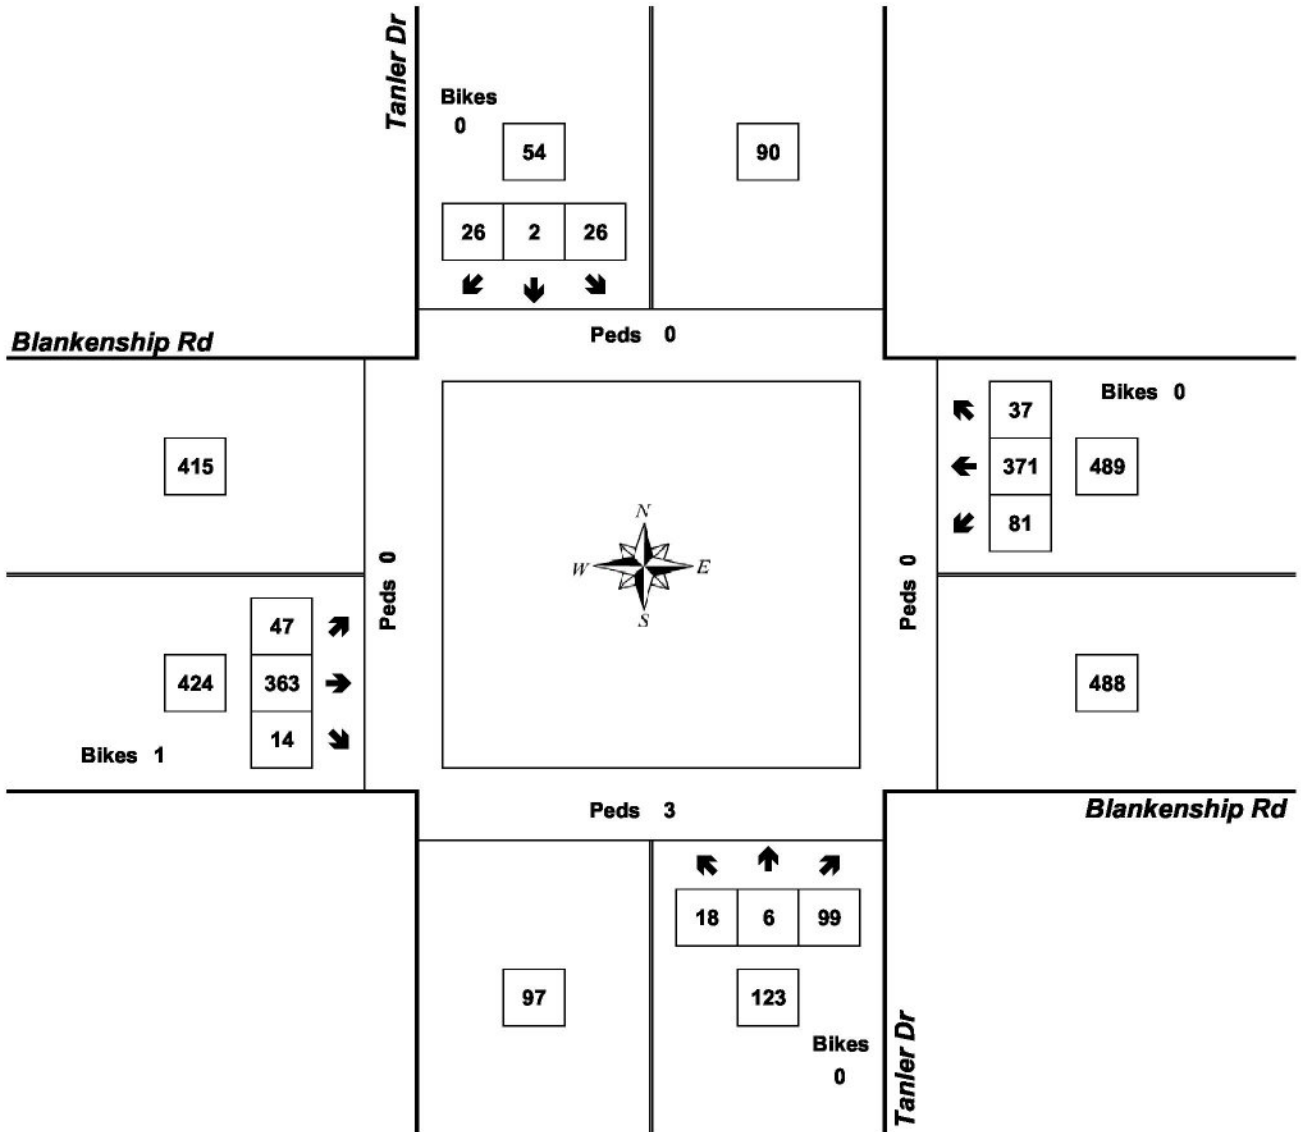 Tanler Dr
Bikes
0
54
90
26 2 26
Peds 0
Blankenship Rd
Bikes 0
37
415
371
489
81
N
W E
S
Peds 0
Peds 0
47
424
363
488
14
Bikes 1
Peds 3
Blankenship Rd
18 6 99
97
123
Bikes
0
Tanler Dr